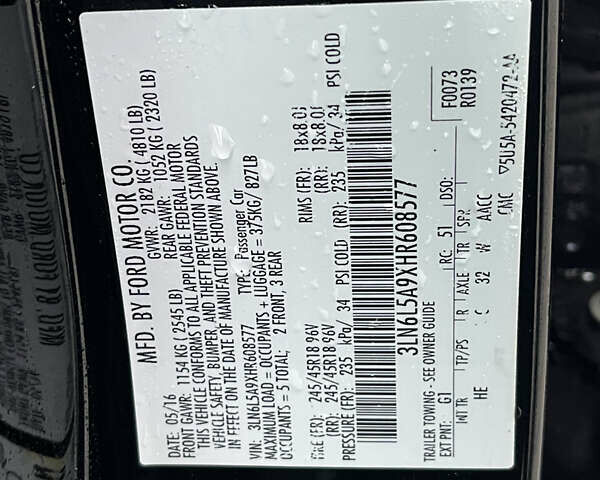 MFD. BY FORD MOTOR CO.
DATE: 05/16 GVWR: 2182 KG ( 4810 LB)
FRONT GAWR: 1154 KG ( 2545LB) REAR GAWR: 1052 KG ( 2320 LB)
THIS VEHICLE CONFORMS TO ALL APPLICABLE FEDERAL MOTOR
VEHICLE SAFETY, BUMPER, AND THEFT PREVENTION STANDARDS
IN EFFECT ON THE DATE OF MANUFACTURE SHOWN ABOVE.
VIN: 3LN6L5A9XHR608577 TYPE: Passenger Car
MAXIMUM LOAD = OCCUPANTS + LUGGAGE = 375KG/ 827LB
OCCUPANTS = 5 TOTAL: 2 FRONT, 3 REAR
TIRE (FR): 245/45R18 96V RIMS (FR): 18x8.0J
(RR): 245/45R18 96V (RR): 18x8.0J
PRESSURE (FR): 235 kPa/ 34 PSI COLD (RR): 235 kPa/ 34 PSI COLD
3LN6L5A9XHR608577
TRAILER TOWING - SEE OWNER GUIDE F0073
EXT PNT: G1 RC: 51 DSO: R0139
INT TR TP/PS R AXLE TR SPR
HE C 32 W AACC CMC
▽5U5A-5420472-AA